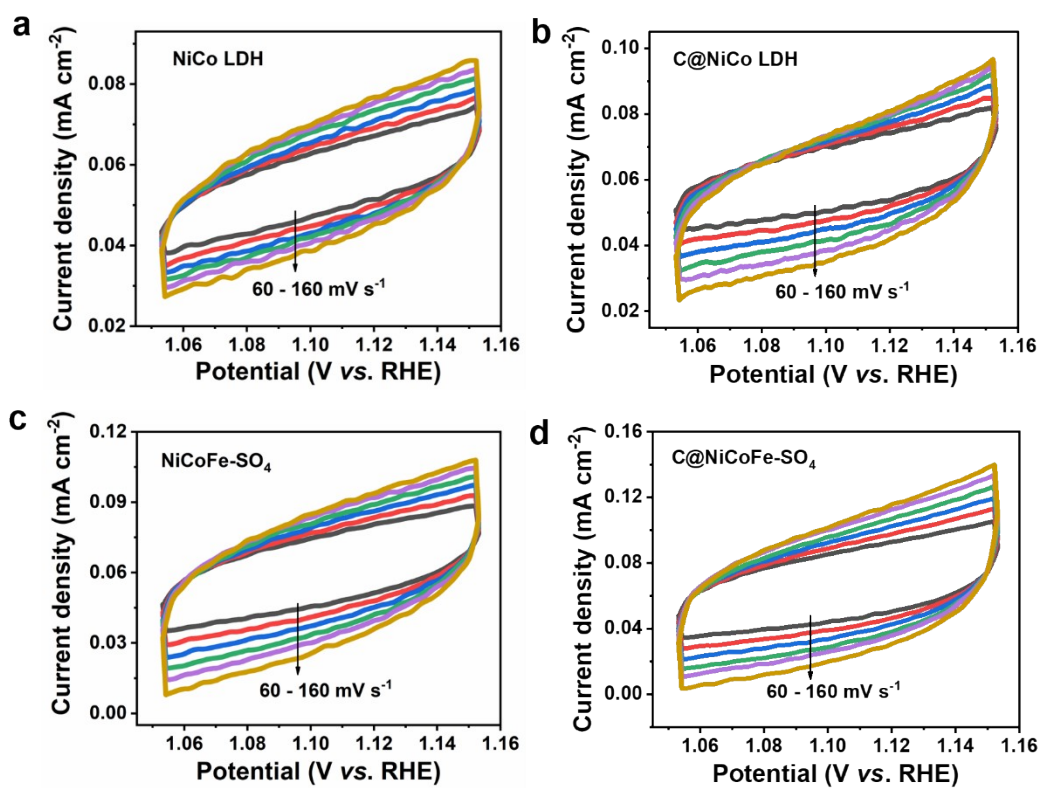 a
NiCo LDH
Current density (mA cm-2)
0.08
0.06
0.04
0.02
60 - 160 mV s-1
1.06 1.08 1.10 1.12 1.14 1.16
Potential (V vs. RHE)
b
C@NiCo LDH
Current density (mA cm-2)
0.10
0.08
0.06
0.04
0.02
60 - 160 mV s-1
1.06 1.08 1.10 1.12 1.14 1.16
Potential (V vs. RHE)
c
NiCoFe-SO4
Current density (mA cm-2)
0.12
0.09
0.06
0.03
0.00
60 - 160 mV s-1
1.06 1.08 1.10 1.12 1.14 1.16
Potential (V vs. RHE)
d
C@NiCoFe-SO4
Current density (mA cm-2)
0.16
0.12
0.08
0.04
0.00
60 - 160 mV s-1
1.06 1.08 1.10 1.12 1.14 1.16
Potential (V vs. RHE)